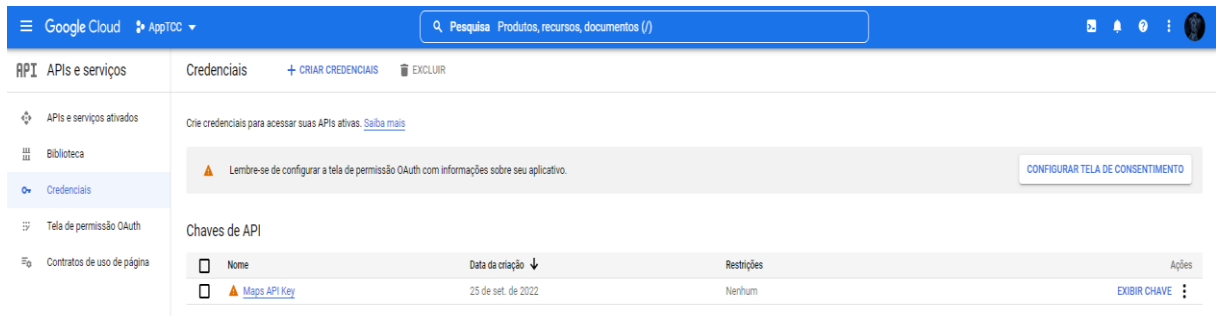 Google Cloud AppTCC Pesquisa Produtos, recursos, documentos (/)
API APIs e serviços
Credenciais + CRIAR CREDENCIAIS EXCLUIR
APIs e serviços ativados
Biblioteca
Credenciais
Tela de permissão OAuth
Contratos de uso de página
Crie credenciais para acessar suas APIs ativas. Saiba mais
Lembre-se de configurar a tela de permissão OAuth com informações sobre seu aplicativo. CONFIGURAR TELA DE CONSENTIMENTO
Chaves de API
Nome Data da criação Restrições Ações
Maps API Key 25 de set. de 2022 Nenhum EXIBIR CHAVE